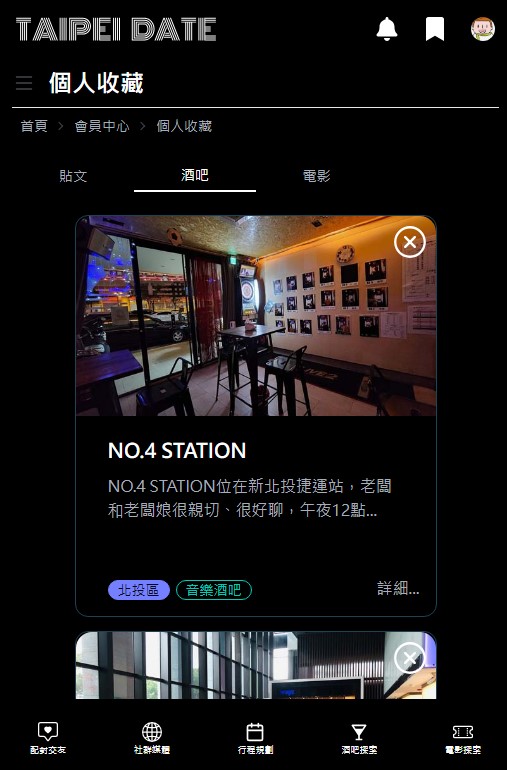 TAIPEI DATE
個人收藏
首頁 > 會員中心 > 個人收藏
貼文 酒吧 電影
NO.4 STATION
NO.4 STATION位在新北投捷運站，老闆
和老闆娘很親切、很好聊，午夜12點...
北投區 音樂酒吧 詳細...
配對交友 社群媒體 行程規劃 酒吧探索 電影探索